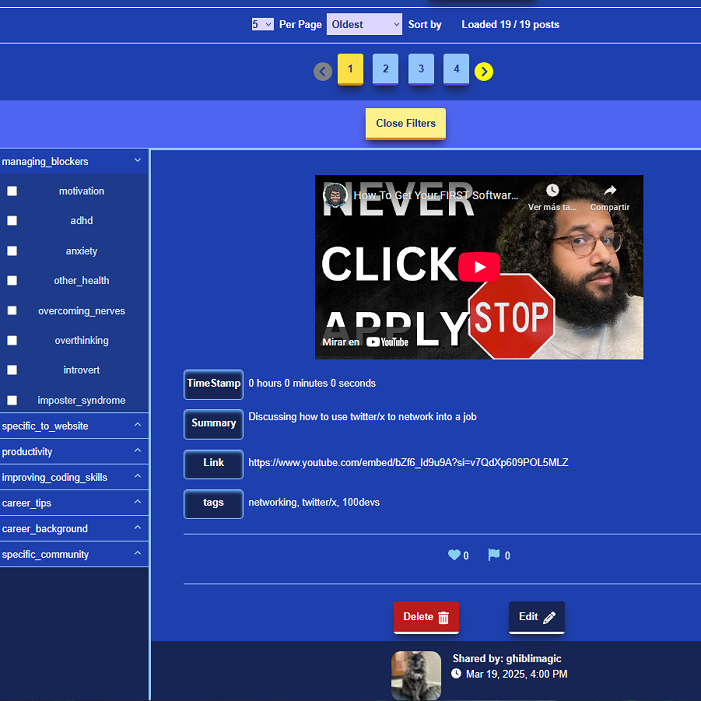 5 Per Page Oldest Sort by Loaded 19 / 19 posts
1 2 3 4
Close Filters
managing_blockers
motivation
adhd
anxiety
other_health
overcoming_nerves
overthinking
introvert
imposter_syndrome
specific_to_website
productivity
improving_coding_skills
career_tips
career_background
specific_community
How To Get Your FIRST Softwar...
Ver más ta...
Compartir
NEVER
CLICK
APPLY
STOP
Mirar en YouTube
TimeStamp 0 hours 0 minutes 0 seconds
Summary Discussing how to use twitter/x to network into a job
Link https://www.youtube.com/embed/bZf6_Id9u9A?si=v7QdXp609POL5MLZ
tags networking, twitter/x, 100devs
0 0
Delete Edit
Shared by: ghiblimagic
Mar 19, 2025, 4:00 PM